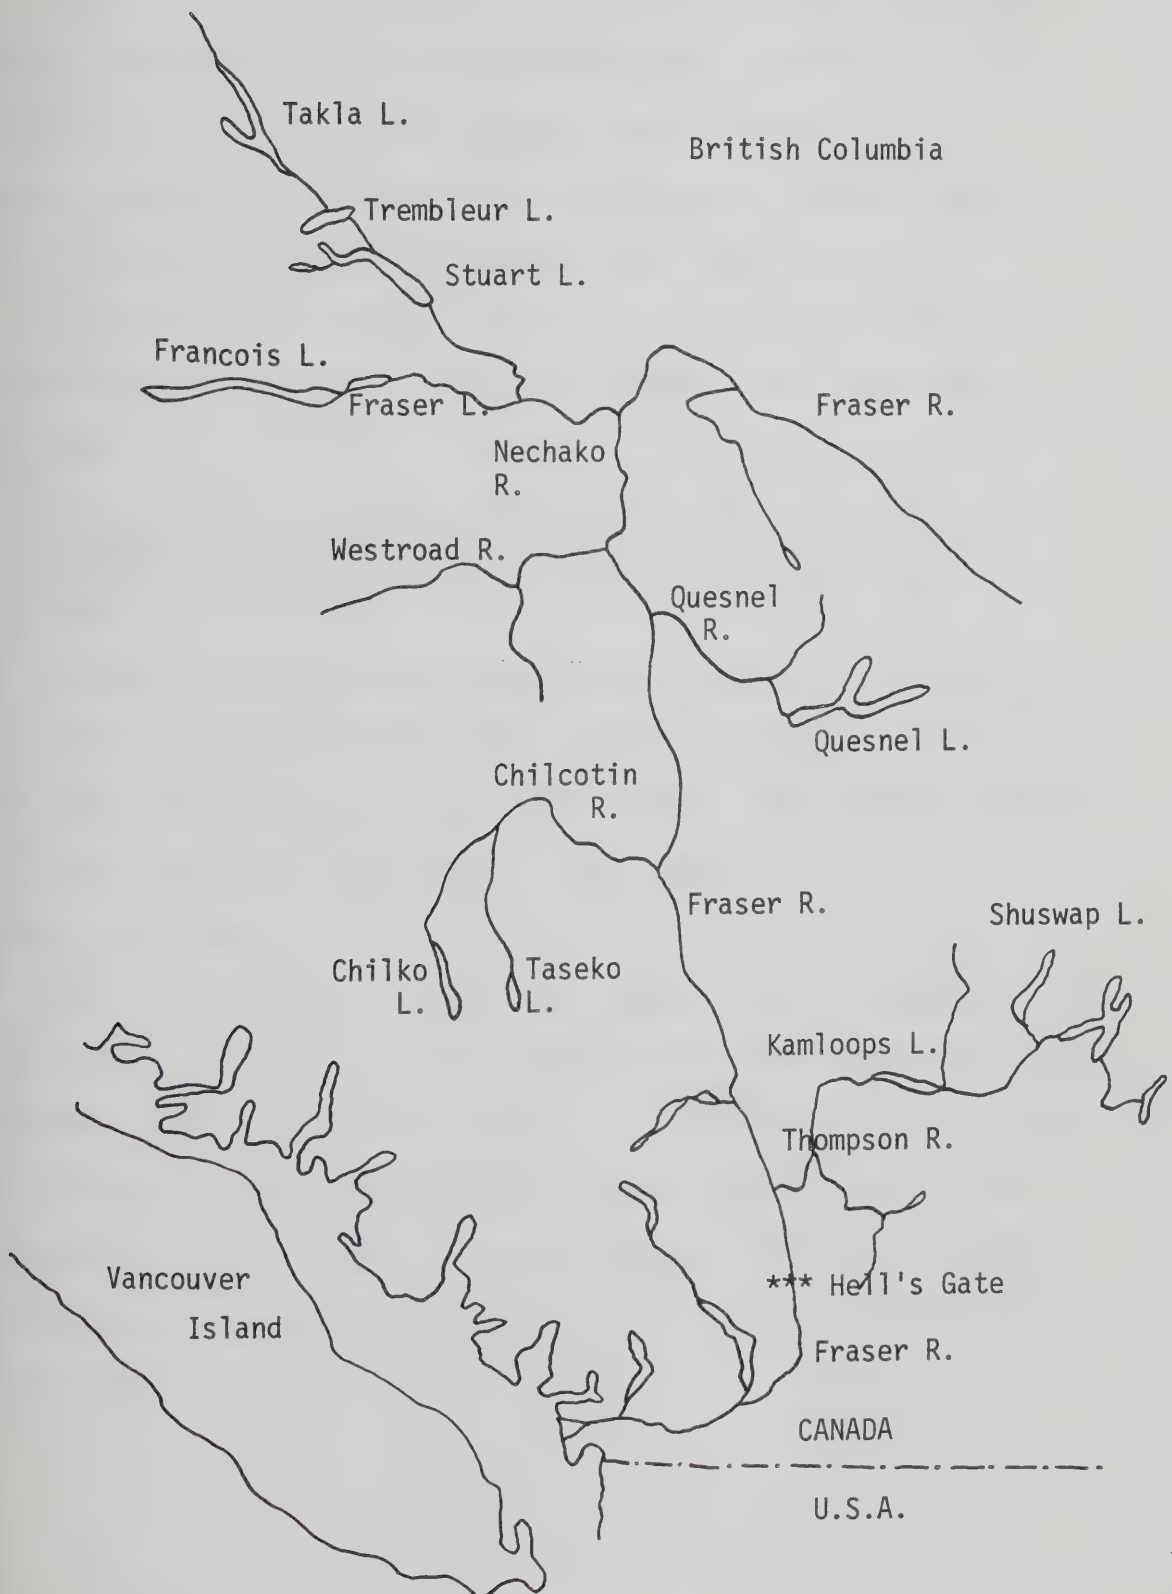 Takla L.
British Columbia
Trembleur L.
Stuart L.
Francois L.
Fraser L.
Fraser R.
Nechako
R.
Westroad R.
Quesnel
R.
Quesnel L.
Chilcotin
R.
Fraser R.
Shuswap L.
Chilko
L.
Taseko
L.
Kamloops L.
Thompson R.
Vancouver
Island
*** Hell's Gate
Fraser R.
CANADA
U.S.A.